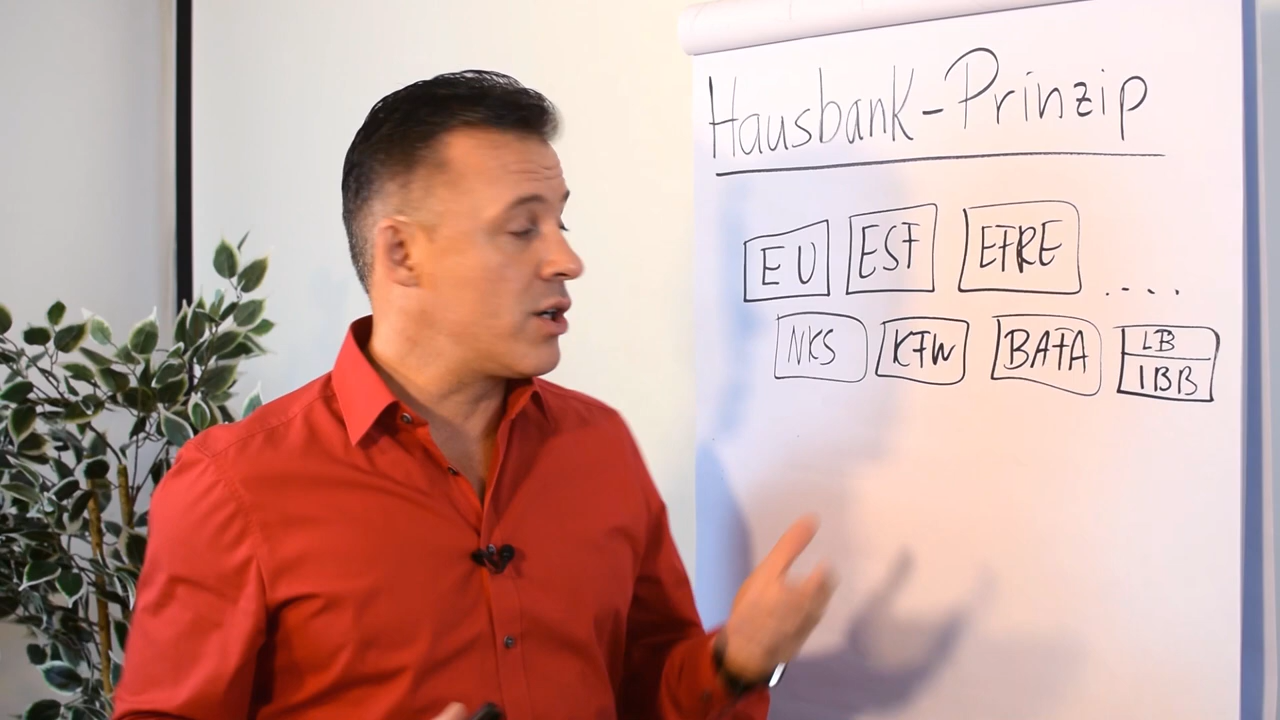 Hausbank-Prinzip
EU ESF EFRE ....
NKS KFW BAFA LB
IBB